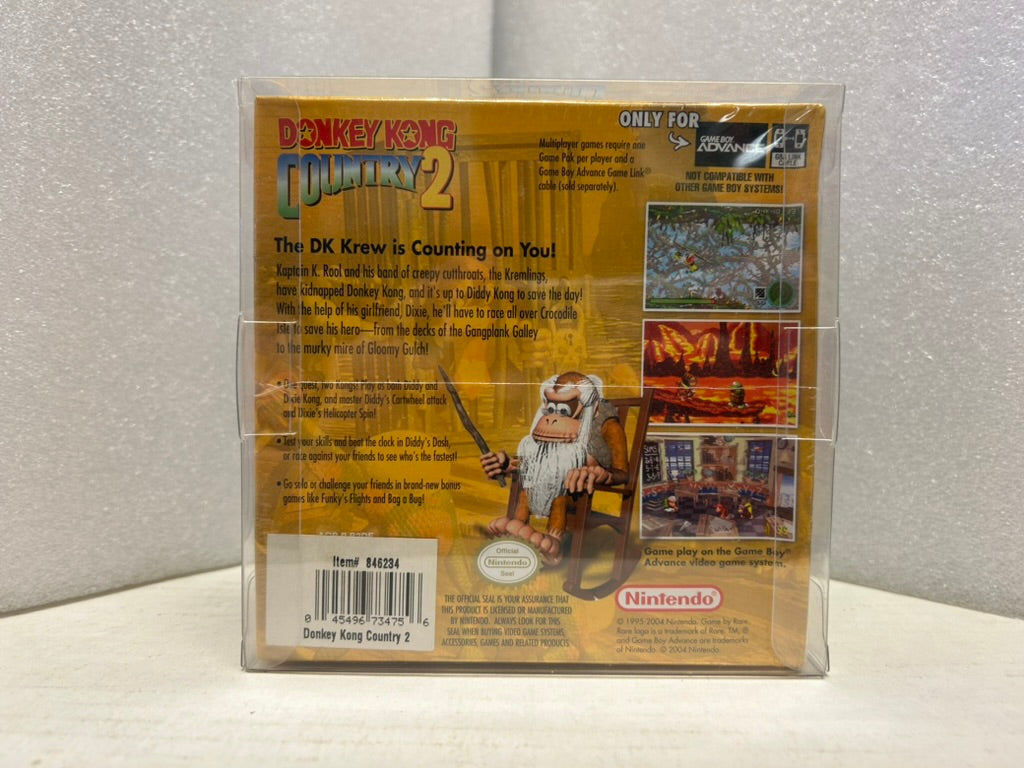 DONKEY KONG
COUNTRY 2
ONLY FOR
GAME BOY
ADVANCE
GBA LINK
CABLE
Multiplayer games require one
Game Pak per player and a
Game Boy Advance Game Link®
cable (sold separately).
NOT COMPATIBLE WITH
OTHER GAME BOY SYSTEMS!
The DK Krew is Counting on You!
Kaptain K. Rool and his band of creepy cutthroats, the Kremlings,
have kidnapped Donkey Kong, and it's up to Diddy Kong to save the day!
With the help of his girlfriend, Dixie, he'll have to race all over Crocodile
Isle to save his hero—from the decks of the Gangplank Galley
to the murky mire of Gloomy Gulch!
• One quest, two Kongs! Play as both Diddy and
Dixie Kong, and master Diddy's Cartwheel attack
and Dixie's Helicopter Spin!
• Test your skills and beat the clock in Diddy's Dash,
or race against your friends to see who's the fastest!
• Go solo or challenge your friends in brand-new bonus
games like Funky's Flights and Bag a Bug!
Item# 846234
0 45496 73475 6
Donkey Kong Country 2
Official
Nintendo
Seal
THE OFFICIAL SEAL IS YOUR ASSURANCE THAT
THIS PRODUCT IS LICENSED OR MANUFACTURED
BY NINTENDO. ALWAYS LOOK FOR THIS
SEAL WHEN BUYING VIDEO GAME SYSTEMS,
ACCESSORIES, GAMES AND RELATED PRODUCTS.
Game play on the Game Boy®
Advance video game system.
Nintendo®
© 1995-2004 Nintendo. Game by Rare.
Rare logo is a trademark of Rare. TM, ®
and Game Boy Advance are trademarks
of Nintendo. © 2004 Nintendo.